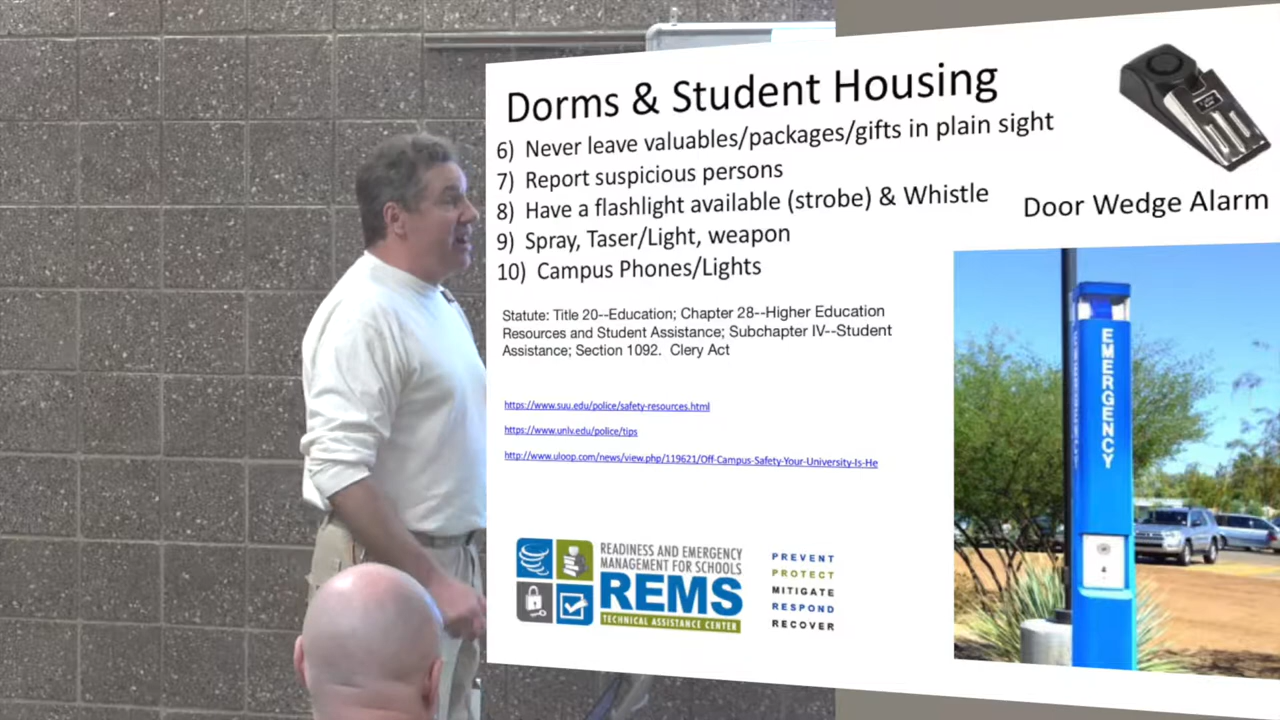 Dorms & Student Housing
6) Never leave valuables/packages/gifts in plain sight
7) Report suspicious persons
8) Have a flashlight available (strobe) & Whistle
9) Spray, Taser/Light, weapon
10) Campus Phones/Lights
Door Wedge Alarm
Statute: Title 20--Education; Chapter 28--Higher Education
Resources and Student Assistance; Subchapter IV--Student
Assistance; Section 1092. Clery Act
https://www.suu.edu/police/safety-resources.html
https://www.unlv.edu/police/tips
http://www.uloop.com/news/view.php/119621/Off-Campus-Safety-Your-University-Is-He
READINESS AND EMERGENCY
MANAGEMENT FOR SCHOOLS
REMS
TECHNICAL ASSISTANCE CENTER
PREVENT
PROTECT
MITIGATE
RESPOND
RECOVER
EMERGENCY